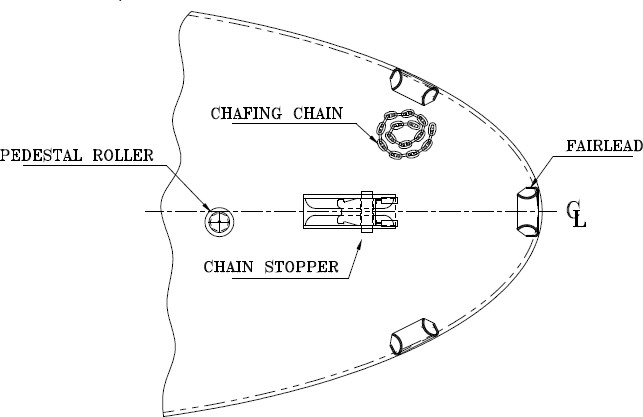 CHAFING CHAIN
FAIRLEAD
PEDESTAL ROLLER
CL
CHAIN STOPPER